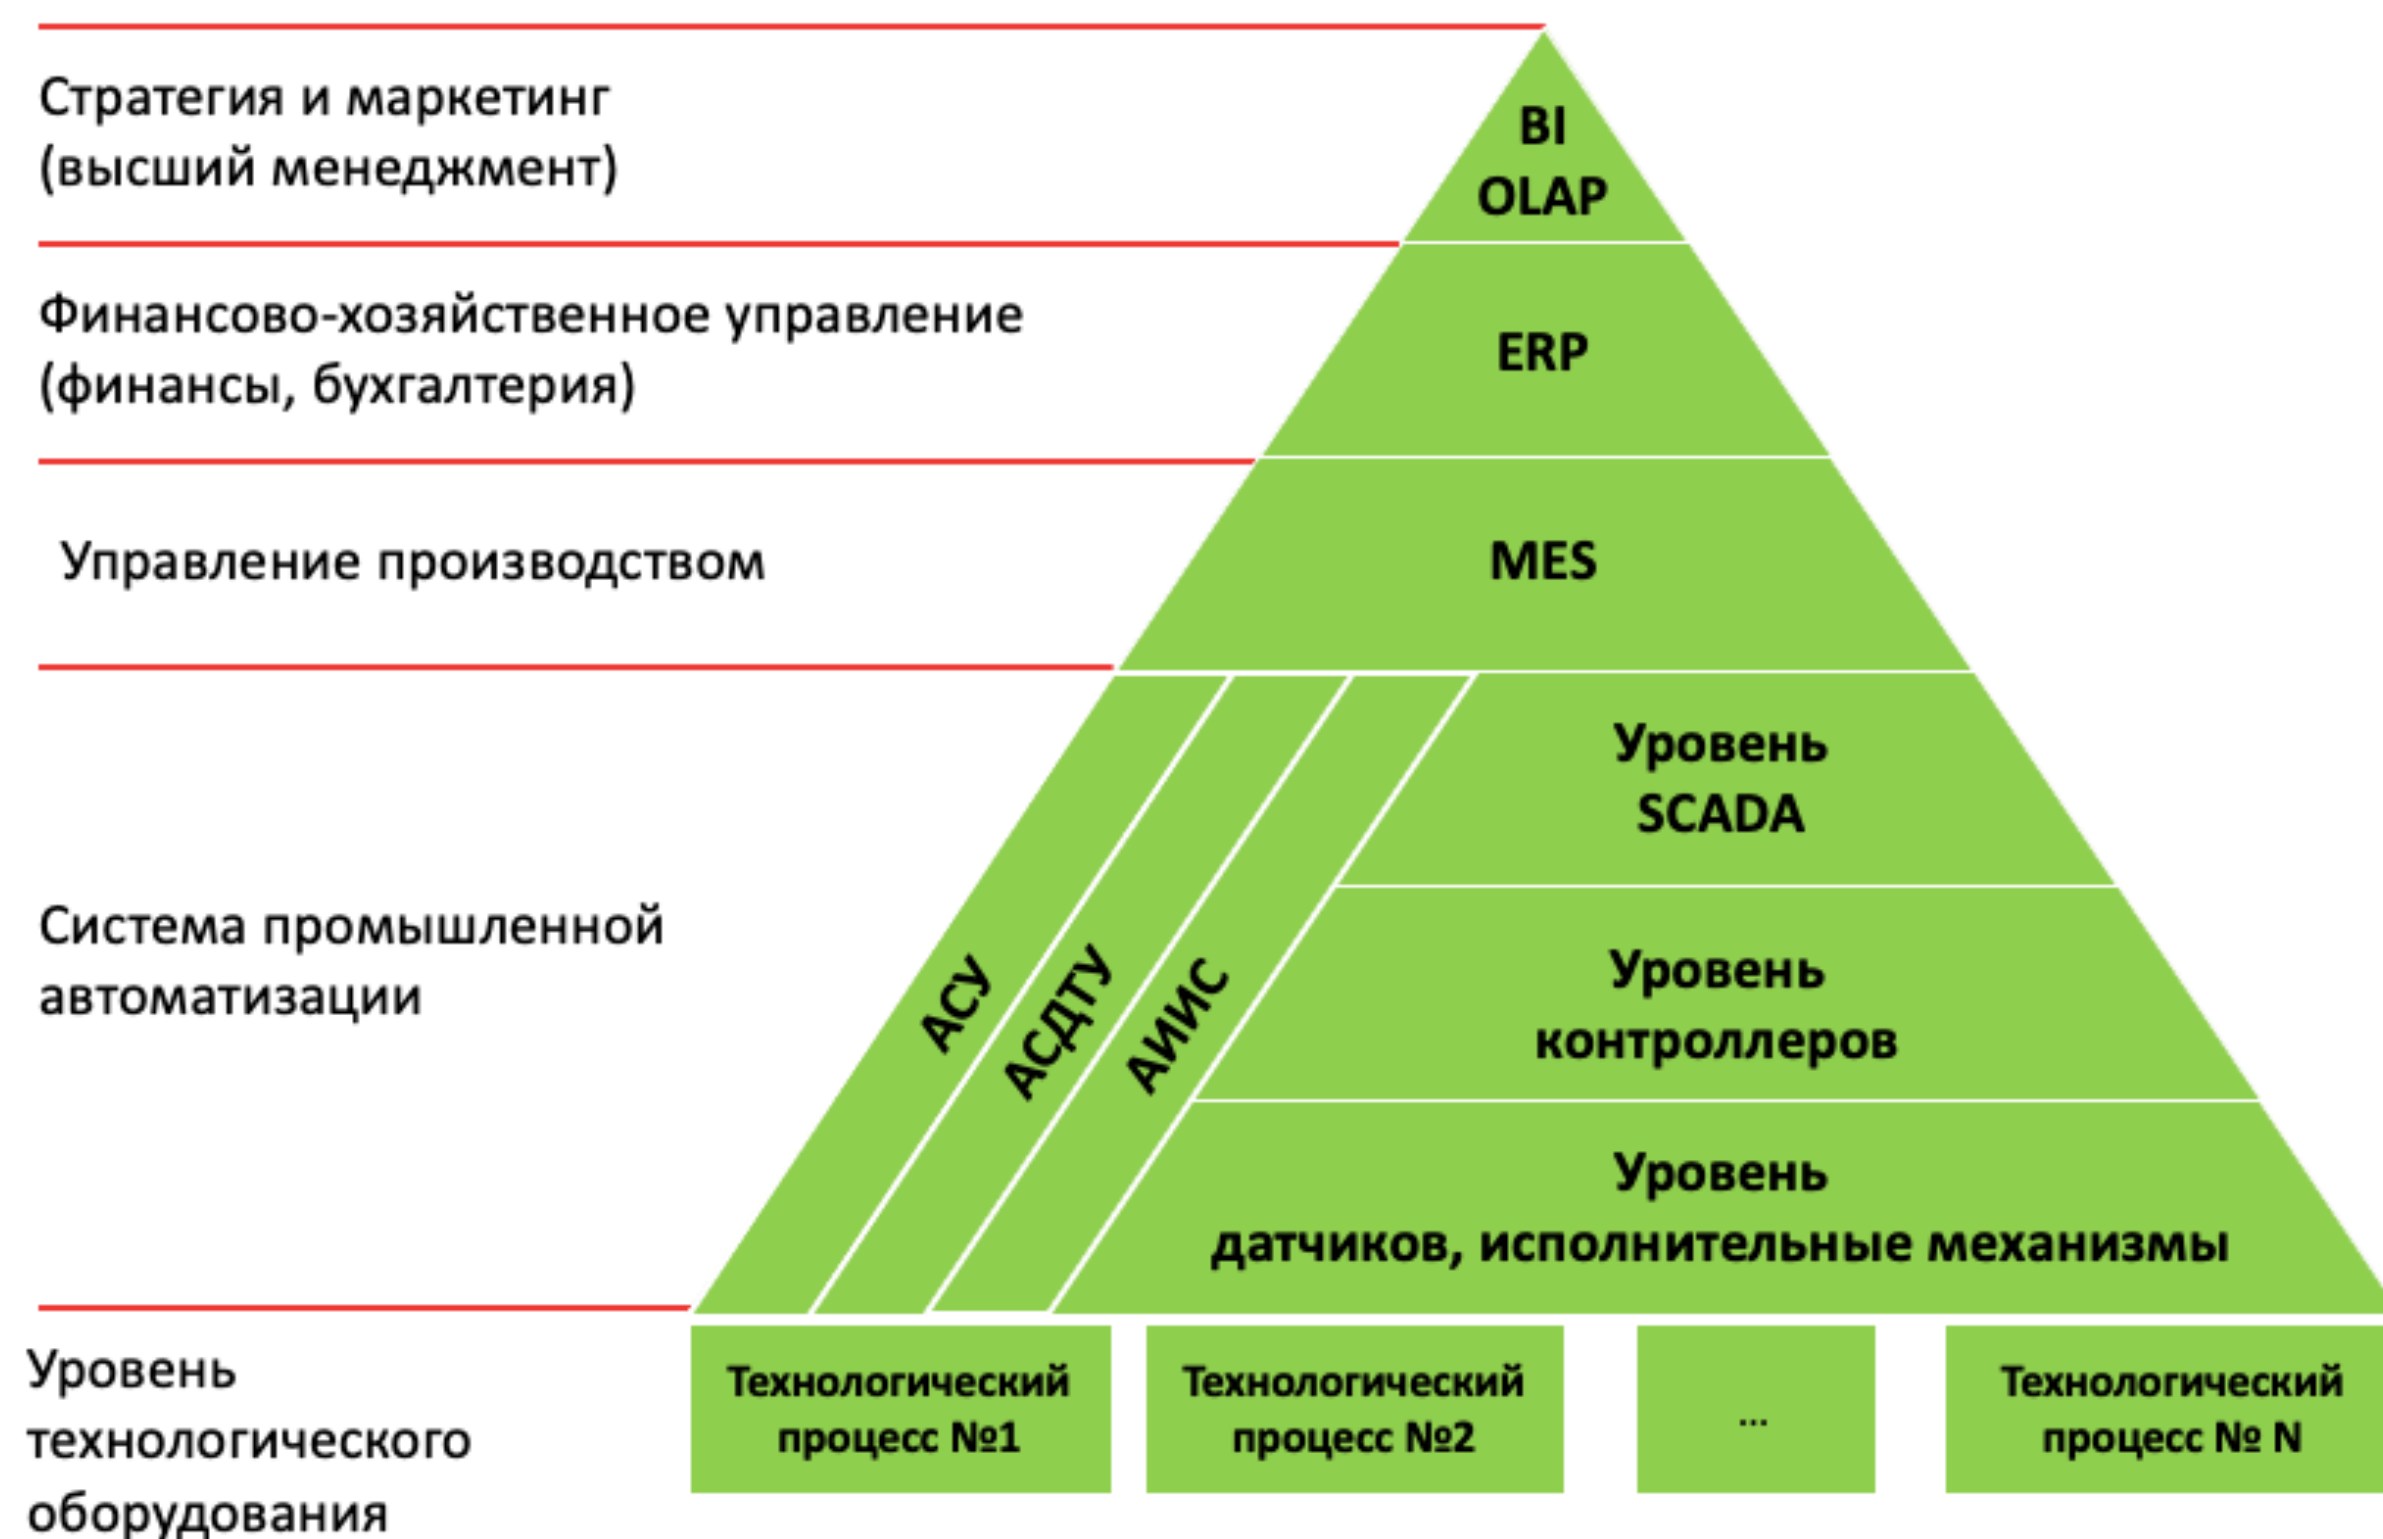 Стратегия и маркетинг
(высший менеджмент)
BI
OLAP
Финансово-хозяйственное управление
(финансы, бухгалтерия)
ERP
Управление производством
MES
Система промышленной
автоматизации
АСУ
АСДТУ
АИИС
Уровень
SCADA
Уровень
контроллеров
Уровень
датчиков, исполнительные механизмы
Уровень
технологического
оборудования
Технологический
процесс №1
Технологический
процесс №2
...
Технологический
процесс № N